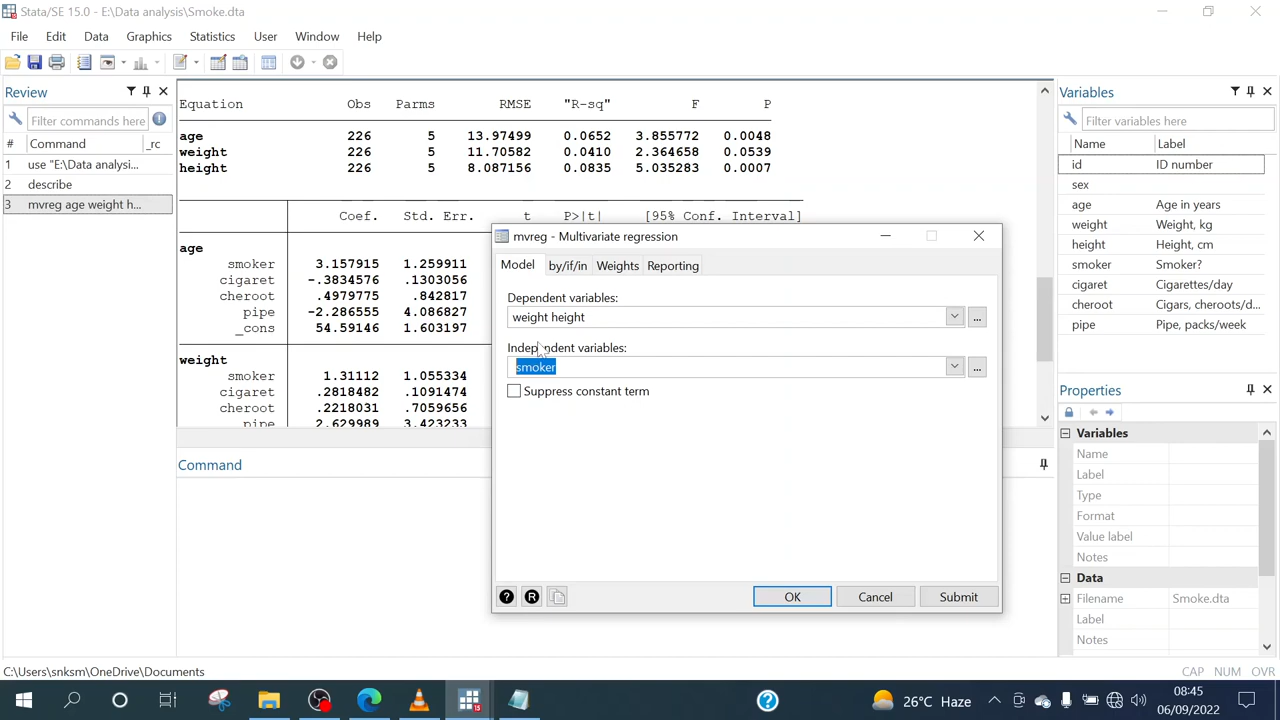 Stata/SE 15.0 - E:\Data analysis\Smoke.dta
File Edit Data Graphics Statistics User Window Help
Review
Filter commands here
# Command _rc
1 use "E:\Data analysi...
2 describe
3 mvreg age weight h...
Equation Obs Parms RMSE "R-sq" F P
age 226 5 13.97499 0.0652 3.855772 0.0048
weight 226 5 11.70582 0.0410 2.364658 0.0539
height 226 5 8.087156 0.0835 5.035283 0.0007
Coef. Std. Err. t P>|t| [95% Conf. Interval]
age
smoker 3.157915 1.259911
cigaret -.3834576 .1303056
cheroot .4979775 .842817
pipe -2.286555 4.086827
_cons 54.59146 1.603197
weight
smoker 1.31112 1.055334
cigaret .2818482 .1091474
cheroot .2218031 .7059656
pipe 2.629989 3.423233
Command
mvreg - Multivariate regression
Model by/if/in Weights Reporting
Dependent variables:
weight height
...
Independent variables:
smoker
...
Suppress constant term
? R
OK Cancel Submit
Variables
Filter variables here
Name Label
id ID number
sex
age Age in years
weight Weight, kg
height Height, cm
smoker Smoker?
cigaret Cigarettes/day
cheroot Cigars, cheroots/d...
pipe Pipe, packs/week
Properties
Variables
Name
Label
Type
Format
Value label
Notes
Data
Filename Smoke.dta
Label
Notes
C:\Users\snksm\OneDrive\Documents
CAP NUM OVR
26°C Haze
08:45
06/09/2022